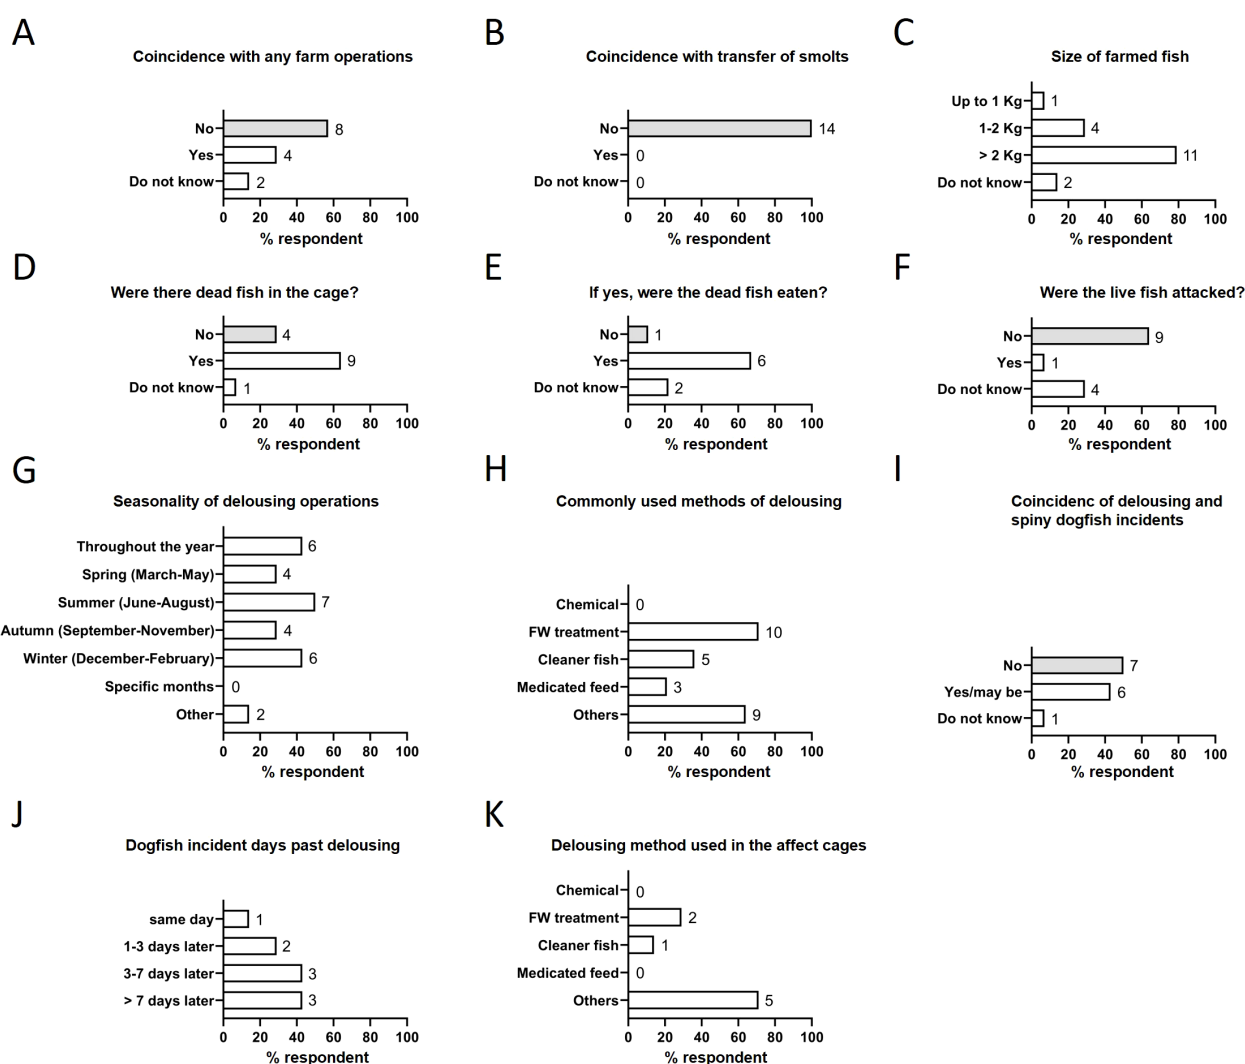 A
Coincidence with any farm operations
No 8
Yes 4
Do not know 2
0 20 40 60 80 100
% respondent
B
Coincidence with transfer of smolts
No 14
Yes 0
Do not know 0
0 20 40 60 80 100
% respondent
C
Size of farmed fish
Up to 1 Kg 1
1-2 Kg 4
> 2 Kg 11
Do not know 2
0 20 40 60 80 100
% respondent
D
Were there dead fish in the cage?
No 4
Yes 9
Do not know 1
0 20 40 60 80 100
% respondent
E
If yes, were the dead fish eaten?
No 1
Yes 6
Do not know 2
0 20 40 60 80 100
% respondent
F
Were the live fish attacked?
No 9
Yes 1
Do not know 4
0 20 40 60 80 100
% respondent
G
Seasonality of delousing operations
Throughout the year 6
Spring (March-May) 4
Summer (June-August) 7
Autumn (September-November) 4
Winter (December-February) 6
Specific months 0
Other 2
0 20 40 60 80 100
% respondent
H
Commonly used methods of delousing
Chemical 0
FW treatment 10
Cleaner fish 5
Medicated feed 3
Others 9
0 20 40 60 80 100
% respondent
I
Coincidenc of delousing and
spiny dogfish incidents
No 7
Yes/may be 6
Do not know 1
0 20 40 60 80 100
% respondent
J
Dogfish incident days past delousing
same day 1
1-3 days later 2
3-7 days later 3
> 7 days later 3
0 20 40 60 80 100
% respondent
K
Delousing method used in the affect cages
Chemical 0
FW treatment 2
Cleaner fish 1
Medicated feed 0
Others 5
0 20 40 60 80 100
% respondent